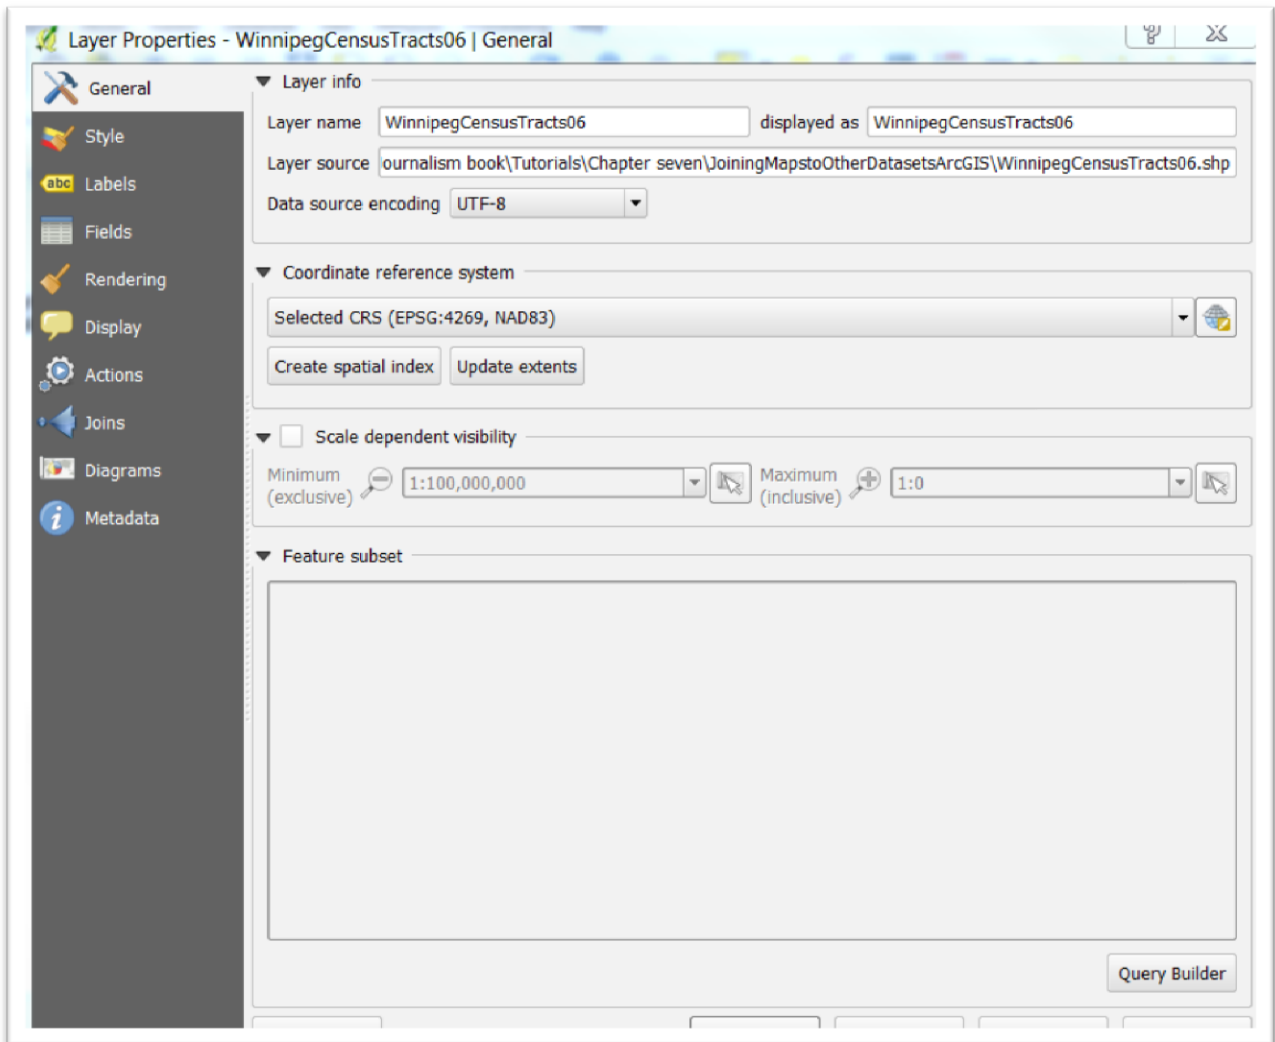 Layer Properties - WinnipegCensusTracts06 | General
General
Style
abc Labels
Fields
Rendering
Display
Actions
Joins
Diagrams
Metadata
Layer info
Layer name WinnipegCensusTracts06 displayed as WinnipegCensusTracts06
Layer source ournalism book\Tutorials\Chapter seven\JoiningMapstoOtherDatasetsArcGIS\WinnipegCensusTracts06.shp
Data source encoding UTF-8
Coordinate reference system
Selected CRS (EPSG:4269, NAD83)
Create spatial index Update extents
Scale dependent visibility
Minimum (exclusive) 1:100,000,000 Maximum (inclusive) 1:0
Feature subset
Query Builder